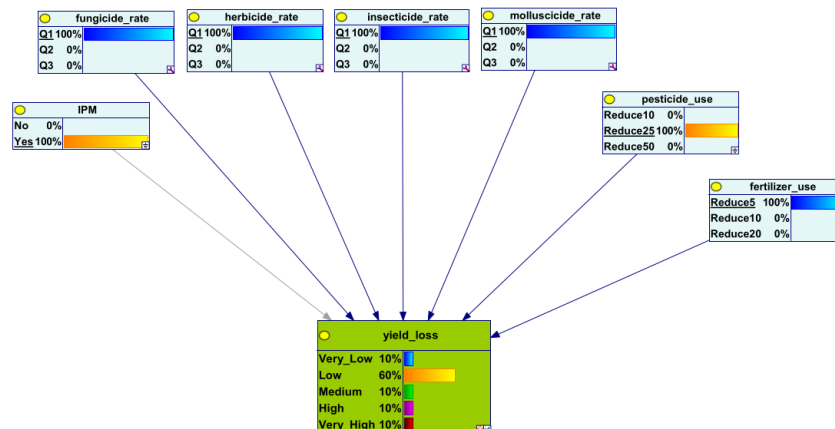 fungicide_rate
Q1 100%
Q2 0%
Q3 0%
herbicide_rate
Q1 100%
Q2 0%
Q3 0%
insecticide_rate
Q1 100%
Q2 0%
Q3 0%
molluscicide_rate
Q1 100%
Q2 0%
Q3 0%
IPM
No 0%
Yes 100%
pesticide_use
Reduce10 0%
Reduce25 100%
Reduce50 0%
fertilizer_use
Reduce5 100%
Reduce10 0%
Reduce20 0%
yield_loss
Very_Low 10%
Low 60%
Medium 10%
High 10%
Very_High 10%